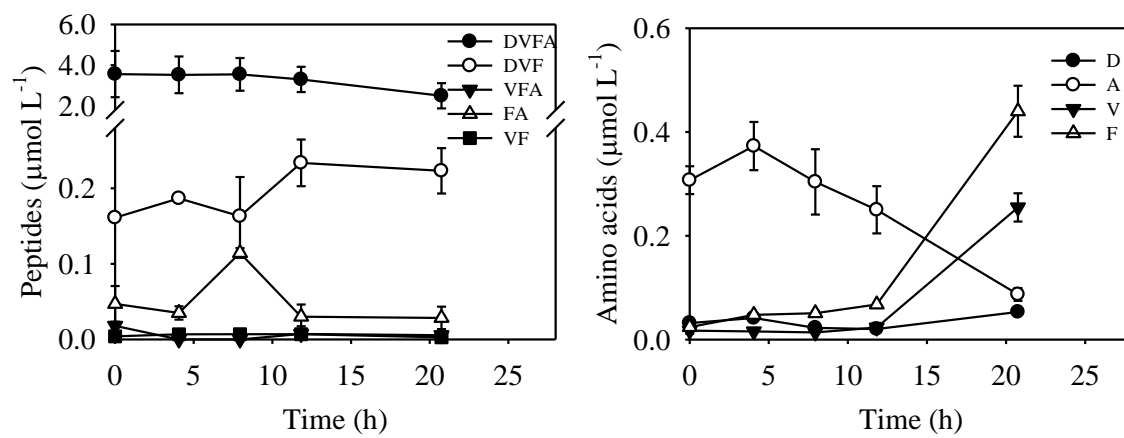 Peptides (µmol L⁻¹)
6.0
4.0
2.0
0.2
0.1
0.0
DVFA
DVF
VFA
FA
VF
0 5 10 15 20 25
Time (h)
Amino acids (µmol L⁻¹)
0.6
0.4
0.2
0.0
D
A
V
F
0 5 10 15 20 25
Time (h)